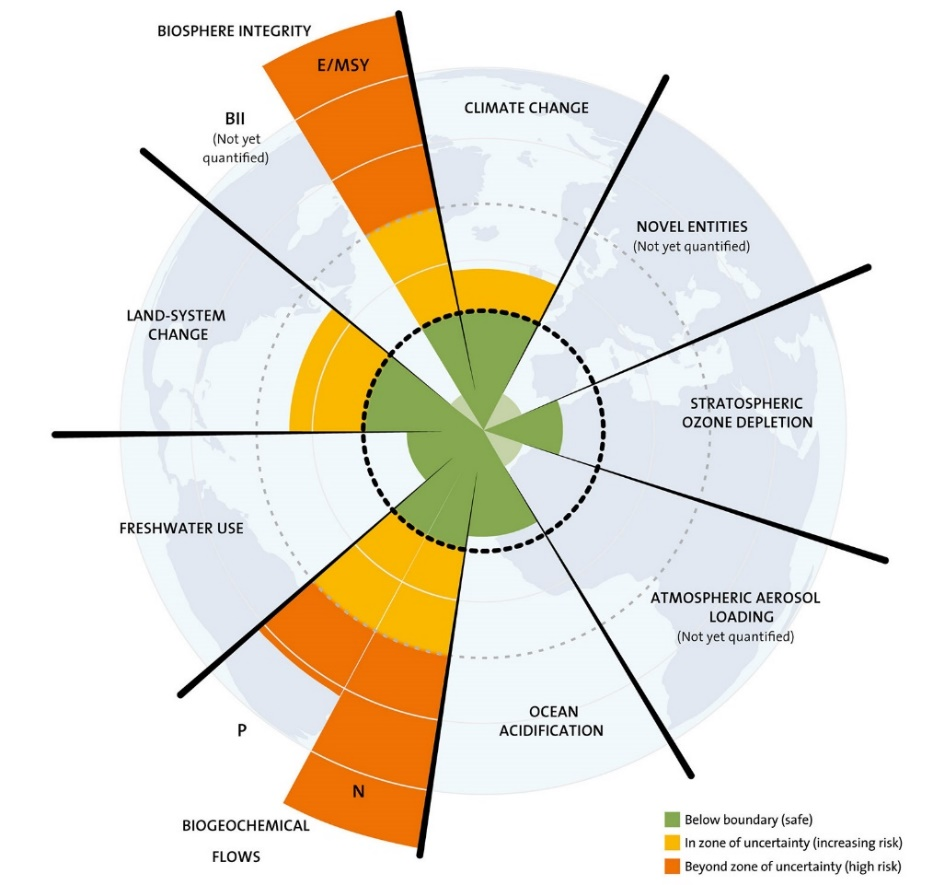 BIOSPHERE INTEGRITY
E/MSY
CLIMATE CHANGE
BII
(Not yet
quantified)
NOVEL ENTITIES
(Not yet quantified)
LAND-SYSTEM
CHANGE
STRATOSPHERIC
OZONE DEPLETION
FRESHWATER USE
ATMOSPHERIC AEROSOL
LOADING
(Not yet quantified)
OCEAN
ACIDIFICATION
P
N
BIOGEOCHEMICAL
FLOWS
Below boundary (safe)
In zone of uncertainty (increasing risk)
Beyond zone of uncertainty (high risk)